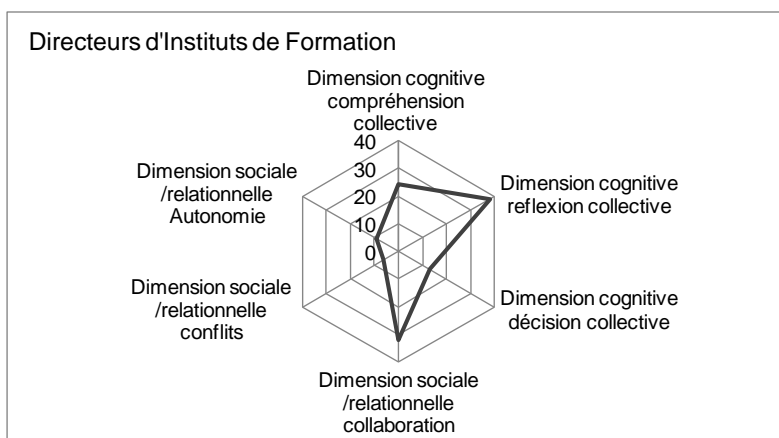 Directeurs d'Instituts de Formation
Dimension cognitive
compréhension
collective
40
30
20
10
0
Dimension cognitive
reflexion collective
Dimension cognitive
décision collective
Dimension sociale
/relationnelle
collaboration
Dimension sociale
/relationnelle
conflits
Dimension sociale
/relationnelle
Autonomie